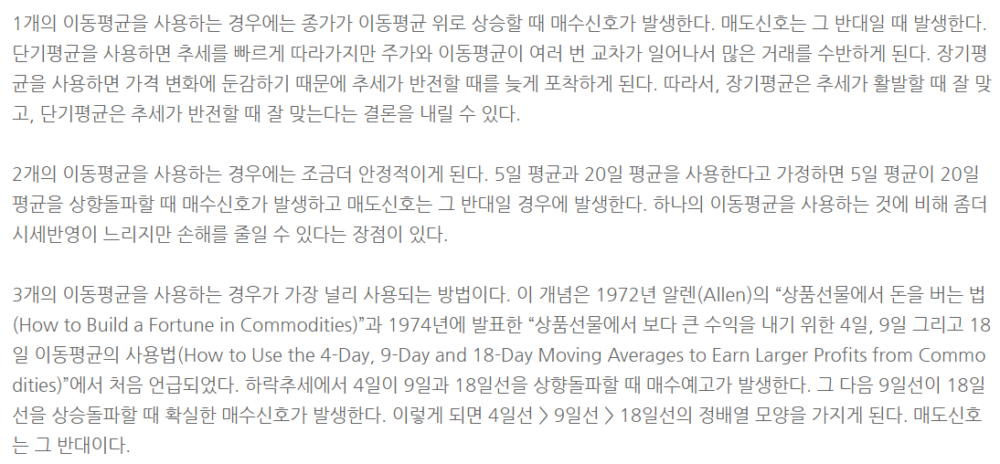 1개의 이동평균을 사용하는 경우에는 종가가 이동평균 위로 상승할 때 매수신호가 발생한다. 매도신호는 그 반대일 때 발생한다.
단기평균을 사용하면 추세를 빠르게 따라가지만 주가와 이동평균이 여러 번 교차가 일어나서 많은 거래를 수반하게 된다. 장기평
균을 사용하면 가격 변화에 둔감하기 때문에 추세가 반전할 때를 늦게 포착하게 된다. 따라서, 장기평균은 추세가 활발할 때 잘 맞
고, 단기평균은 추세가 반전할 때 잘 맞는다는 결론을 내릴 수 있다.
2개의 이동평균을 사용하는 경우에는 조금더 안정적이게 된다. 5일 평균과 20일 평균을 사용한다고 가정하면 5일 평균이 20일
평균을 상향돌파할 때 매수신호가 발생하고 매도신호는 그 반대일 경우에 발생한다. 하나의 이동평균을 사용하는 것에 비해 좀더
시세반영이 느리지만 손해를 줄일 수 있다는 장점이 있다.
3개의 이동평균을 사용하는 경우가 가장 널리 사용되는 방법이다. 이 개념은 1972년 알렌(Allen)의 “상품선물에서 돈을 버는 법
(How to Build a Fortune in Commodities)”과 1974년에 발표한 “상품선물에서 보다 큰 수익을 내기 위한 4일, 9일 그리고 18
일 이동평균의 사용법(How to Use the 4-Day, 9-Day and 18-Day Moving Averages to Earn Larger Profits from Commo
dities)”에서 처음 언급되었다. 하락추세에서 4일이 9일과 18일선을 상향돌파할 때 매수예고가 발생한다. 그 다음 9일선이 18일
선을 상승돌파할 때 확실한 매수신호가 발생한다. 이렇게 되면 4일선 > 9일선 > 18일선의 정배열 모양을 가지게 된다. 매도신호
는 그 반대이다.